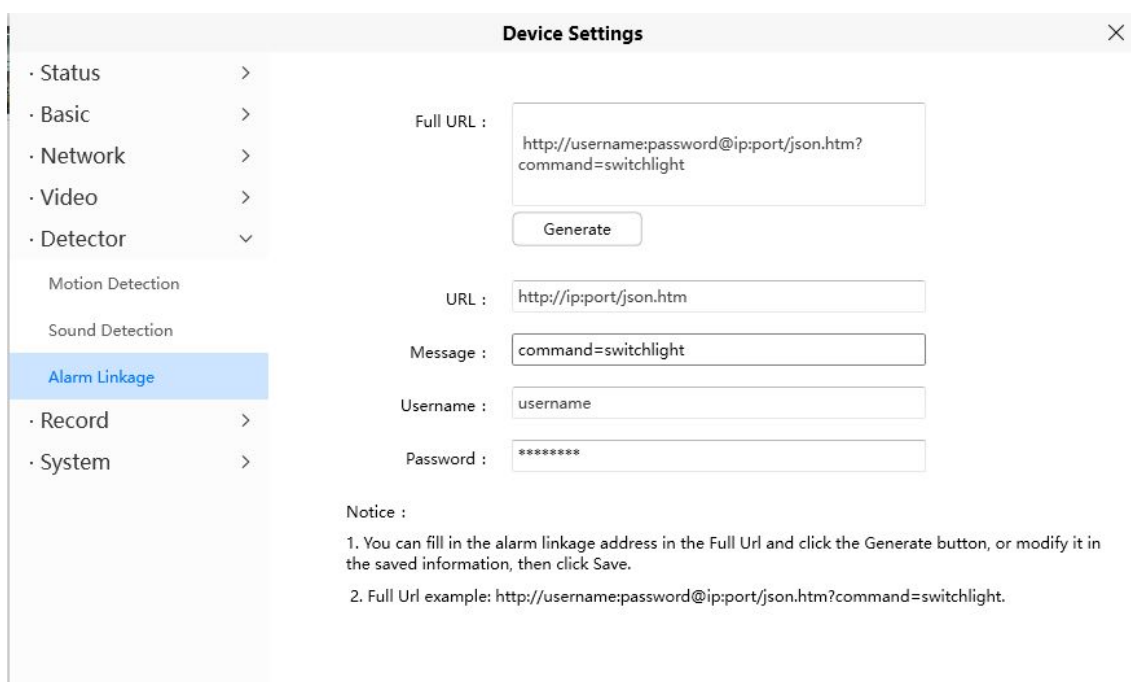 Device Settings
· Status
· Basic
· Network
· Video
· Detector
Motion Detection
Sound Detection
Alarm Linkage
· Record
· System
Full URL :
http://username:password@ip:port/json.htm?
command=switchlight
Generate
URL :
http://ip:port/json.htm
Message :
command=switchlight
Username :
username
Password :
********
Notice :
1. You can fill in the alarm linkage address in the Full Url and click the Generate button, or modify it in
the saved information, then click Save.
2. Full Url example: http://username:password@ip:port/json.htm?command=switchlight.